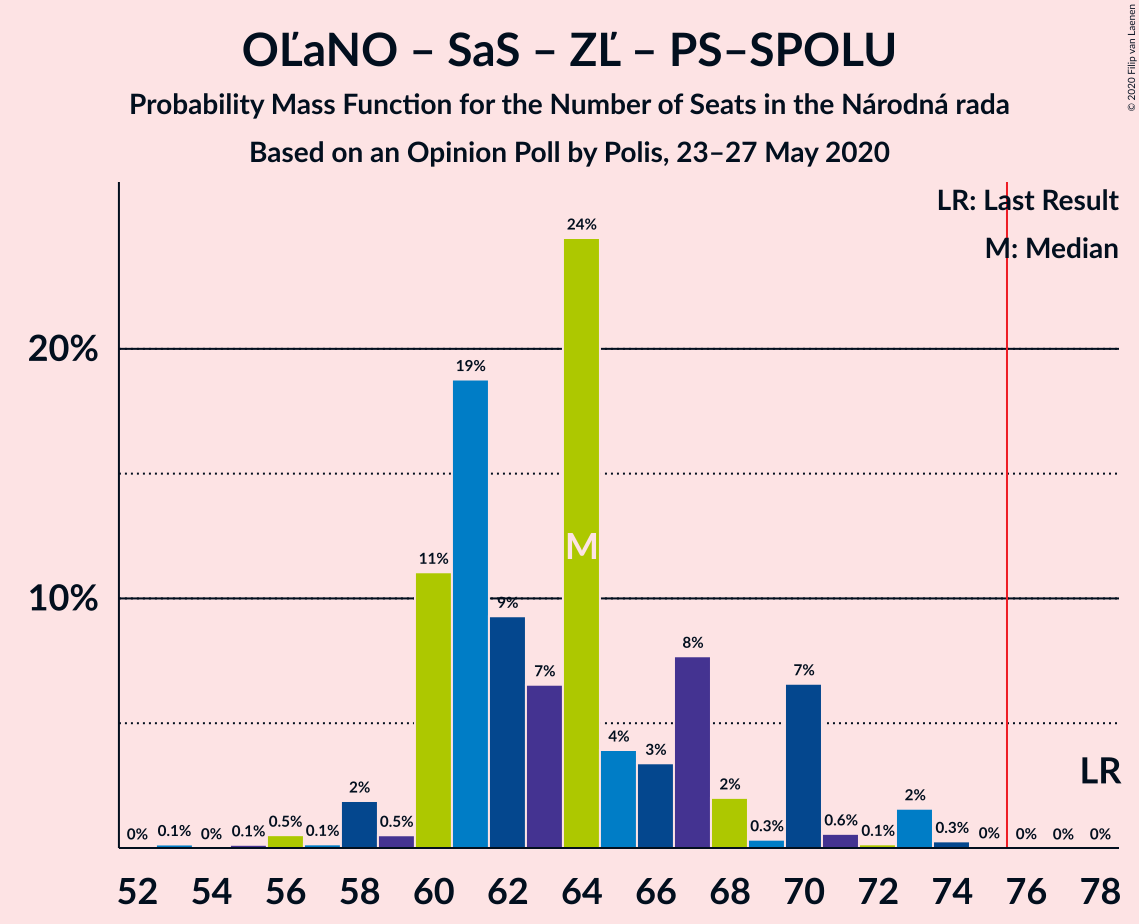 OĽaNO – SaS – ZĽ – PS–SPOLU
Probability Mass Function for the Number of Seats in the Národná rada
Based on an Opinion Poll by Polis, 23–27 May 2020
© 2020 Filip van Laenen
LR: Last Result
M: Median
20%
10%
0% 0.1% 0% 0.1% 0.5% 0.1% 2% 0.5% 11% 19% 9% 7% 24% 4% 3% 8% 2% 0.3% 7% 0.6% 0.1% 2% 0.3% 0% 0% 0% 0%
M
LR
52 54 56 58 60 62 64 66 68 70 72 74 76 78